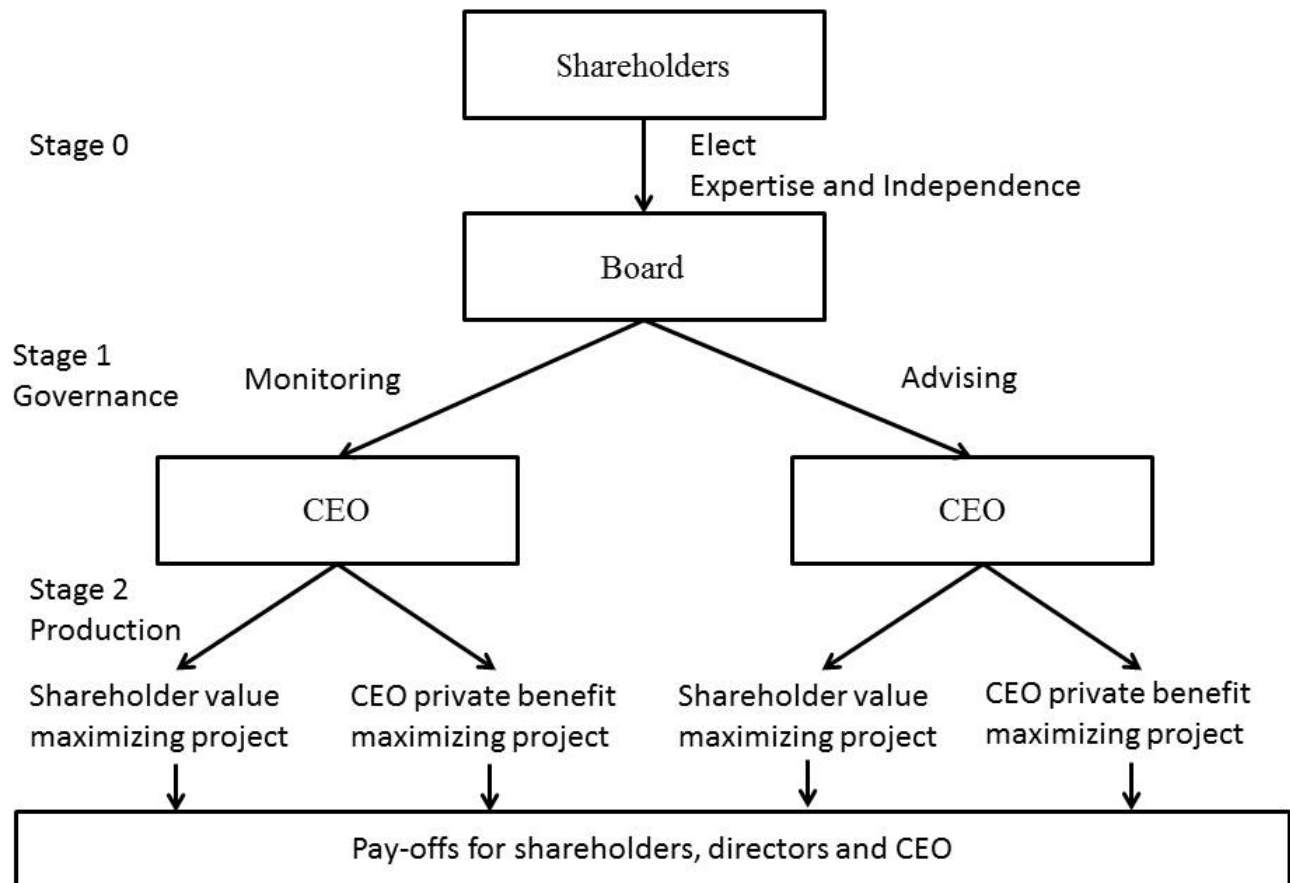 Shareholders
Stage 0
Elect
Expertise and Independence
Board
Stage 1
Governance
Monitoring
Advising
CEO
CEO
Stage 2
Production
Shareholder value
maximizing project
CEO private benefit
maximizing project
Shareholder value
maximizing project
CEO private benefit
maximizing project
Pay-offs for shareholders, directors and CEO